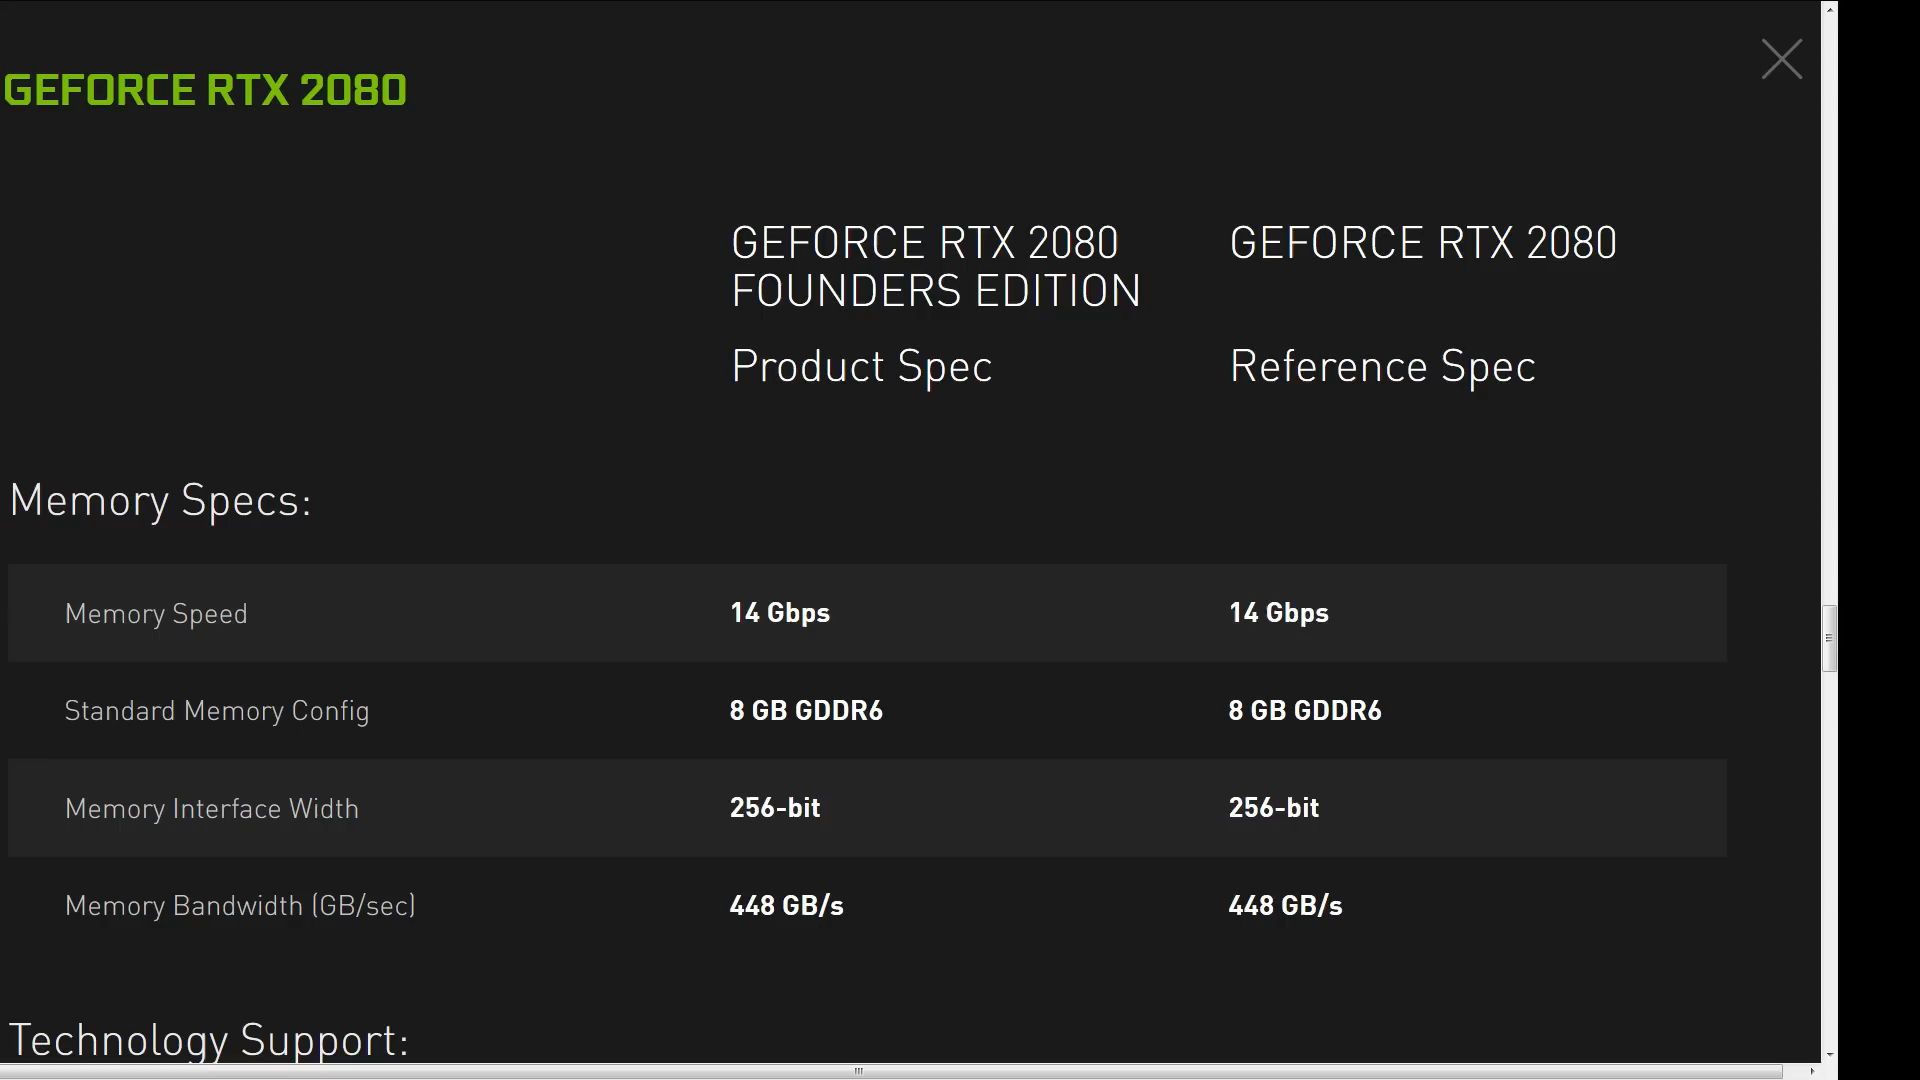 GEFORCE RTX 2080
GEFORCE RTX 2080 FOUNDERS EDITION
GEFORCE RTX 2080
Product Spec
Reference Spec
Memory Specs:
Memory Speed 14 Gbps 14 Gbps
Standard Memory Config 8 GB GDDR6 8 GB GDDR6
Memory Interface Width 256-bit 256-bit
Memory Bandwidth (GB/sec) 448 GB/s 448 GB/s
Technology Support: